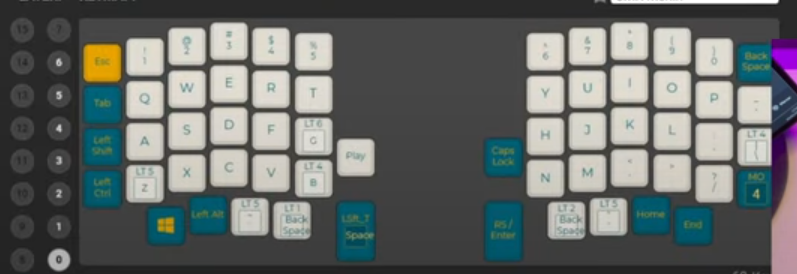 15 7
Esc ! 1 @ 2 # 3 $ 4 % 5 ^ 6 & 7 * 8 ( 9 ) 0 Back Space
14 6
Tab Q W E R T Y U I O P
13 5
Left Shift A S D F LT 6 G H J K L LT 4 {
12 4
Left Ctrl LT 5 Z X C V LT 4 B Play Caps Lock N M < , > ? / MO 4
11 3
10 2
Left Alt LT 5 LT 1 Back Space LSft_T Space RS / Enter LT 2 Back Space LT 5 Home End
9 1
8 0